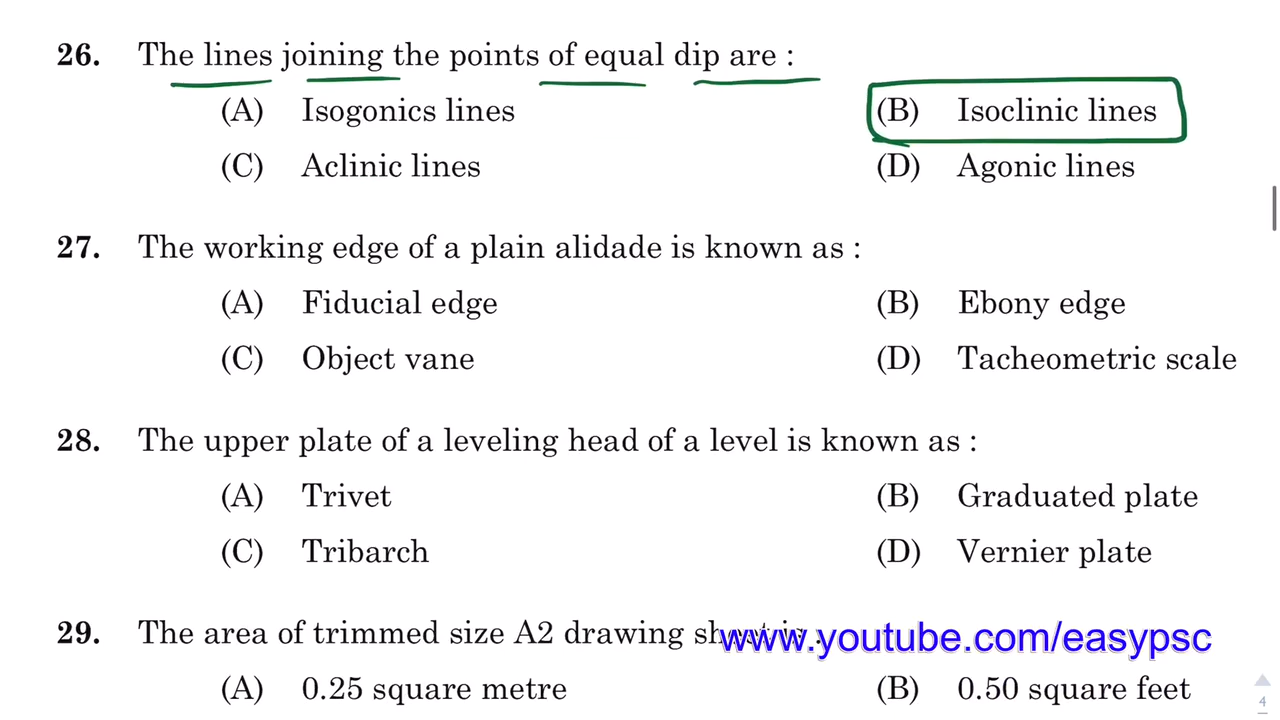 26. The lines joining the points of equal dip are :
(A) Isogonics lines (B) Isoclinic lines
(C) Aclinic lines (D) Agonic lines
27. The working edge of a plain alidade is known as :
(A) Fiducial edge (B) Ebony edge
(C) Object vane (D) Tacheometric scale
28. The upper plate of a leveling head of a level is known as :
(A) Trivet (B) Graduated plate
(C) Tribarch (D) Vernier plate
29. The area of trimmed size A2 drawing sheet is :
www.youtube.com/easypsc
(A) 0.25 square metre (B) 0.50 square feet
4